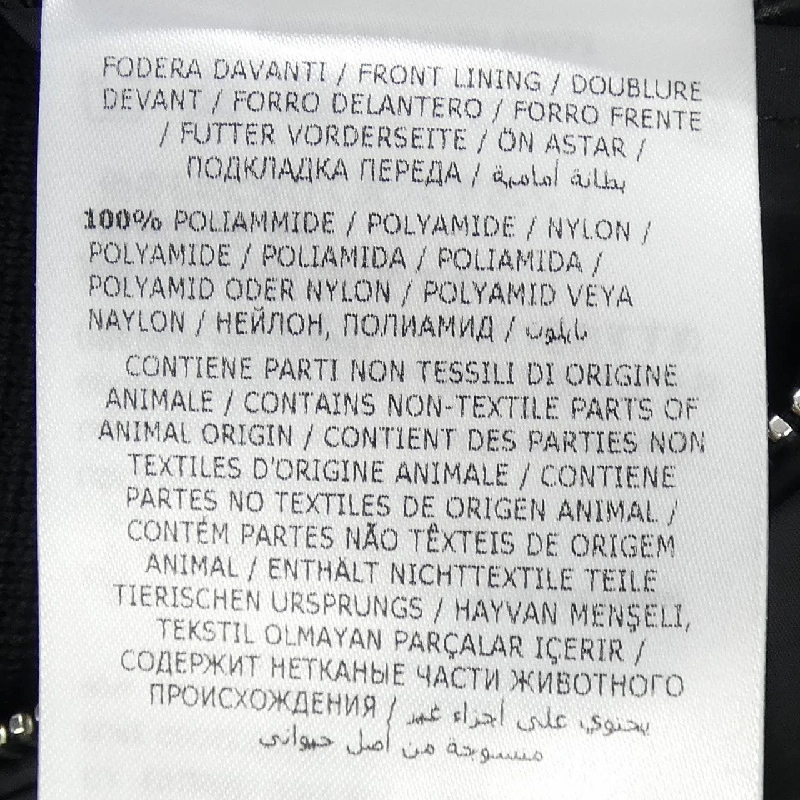 FODERA DAVANTI / FRONT LINING / DOUBLURE
DEVANT / FORRO DELANTERO / FORRO FRENTE
/ FUTTER VORDERSEITE / ÖN ASTAR /
ПОДКЛАДКА ПЕРЕДА / بطانة أمامية
100% POLIAMMIDE / POLYAMIDE / NYLON /
POLYAMIDE / POLIAMIDA / POLIAMIDA /
POLYAMID ODER NYLON / POLYAMID VEYA
NAYLON / НЕЙЛОН, ПОЛИАМИД / نايلون
CONTIENE PARTI NON TESSILI DI ORIGINE
ANIMALE / CONTAINS NON-TEXTILE PARTS OF
ANIMAL ORIGIN / CONTIENT DES PARTIES NON
TEXTILES D'ORIGINE ANIMALE / CONTIENE
PARTES NO TEXTILES DE ORIGEN ANIMAL /
CONTÉM PARTES NÃO TÊXTEIS DE ORIGEM
ANIMAL / ENTHÄLT NICHTTEXTILE TEILE
TIERISCHEN URSPRUNGS / HAYVAN MENŞELİ,
TEKSTİL OLMAYAN PARÇALAR İÇERİR /
СОДЕРЖИТ НЕТКАНЫЕ ЧАСТИ ЖИВОТНОГО
ПРОИСХОЖДЕНИЯ / يحتوي على أجزاء غير
منسوجة من أصل حيواني